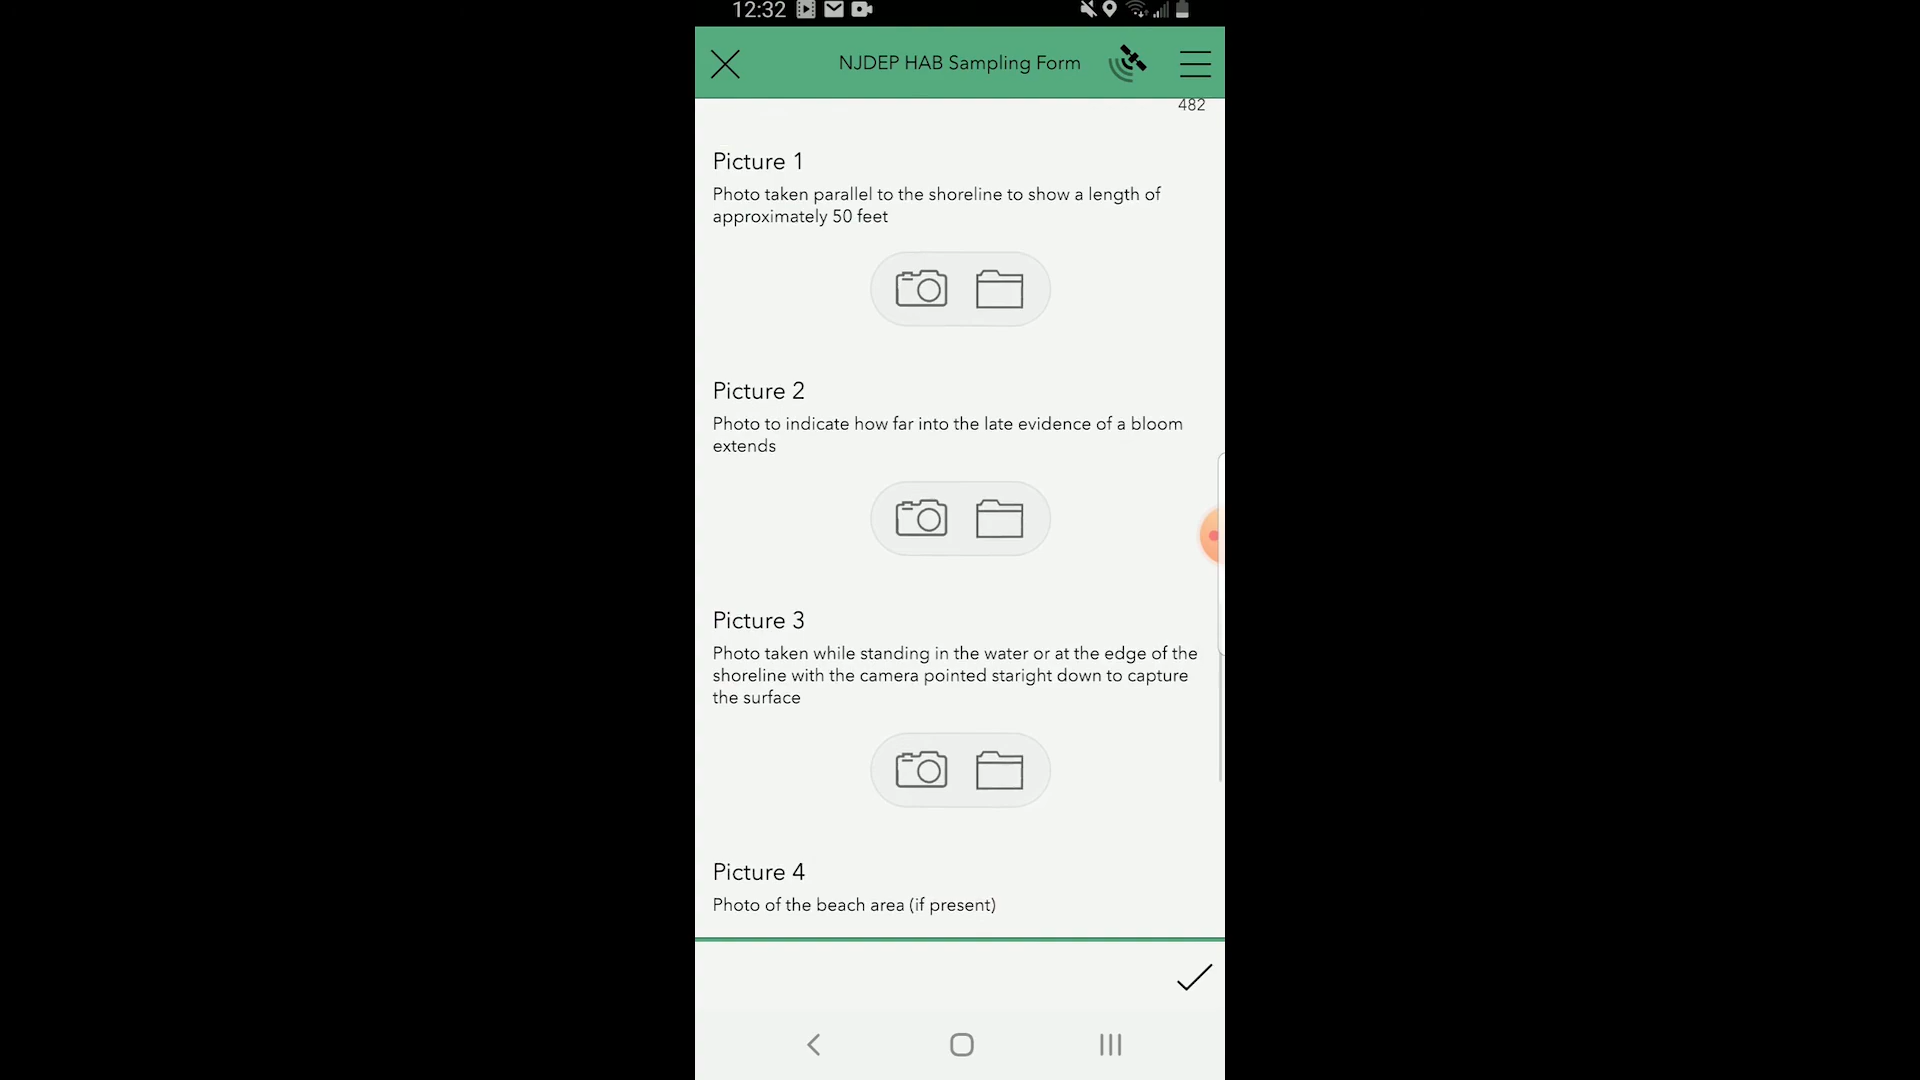 12:32
NJDEP HAB Sampling Form
482
Picture 1
Photo taken parallel to the shoreline to show a length of
approximately 50 feet
Picture 2
Photo to indicate how far into the late evidence of a bloom
extends
Picture 3
Photo taken while standing in the water or at the edge of the
shoreline with the camera pointed staright down to capture
the surface
Picture 4
Photo of the beach area (if present)